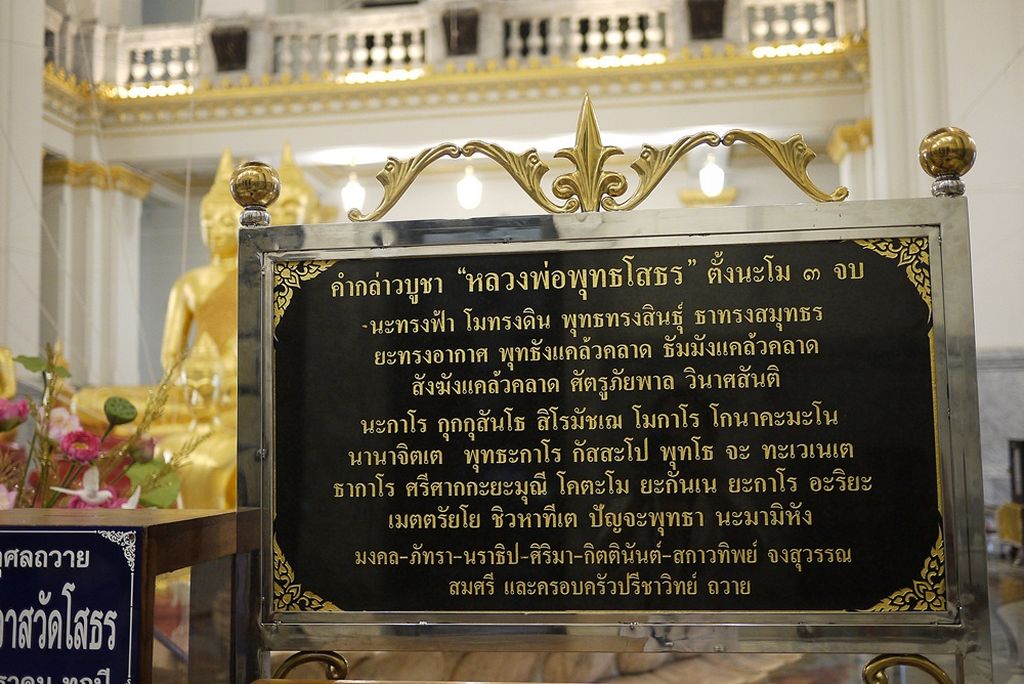 คำกล่าวบูชา “หลวงพ่อพุทธโสธร” ตั้งนะโม ๓ จบ
-นะทรงฟ้า โมทรงดิน พุทธทรงสินธุ์ ธาทรงสมุทธร
ยะทรงอากาศ พุทธังแคล้วคลาด ธัมมังแคล้วคลาด
สังฆังแคล้วคลาด ศัตรูภัยพาล วินาศสันติ
นะกาโร กุกกุสันโธ สิโรมัชเฌ โมกาโร โกนาคะมะโน
นานาจิตเต พุทธะกาโร กัสสะโป พุทโธ จะ ทะเวเนเต
ธากาโร ศรีศากกะยะมุณี โคตะโม ยะกันเน ยะกาโร อะริยะ
เมตตรัยโย ชิวหาทีเต ปัญจะพุทธา นะมามิหัง
มงคล-ภัทรา-นราธิป-ศิริมา-กิตตินันต์-สกาวทิพย์ จงสุวรรณ
สมศรี และครอบครัวปรีชาวิทย์ ถวาย
ุศลถวาย
าสวัดโสธร